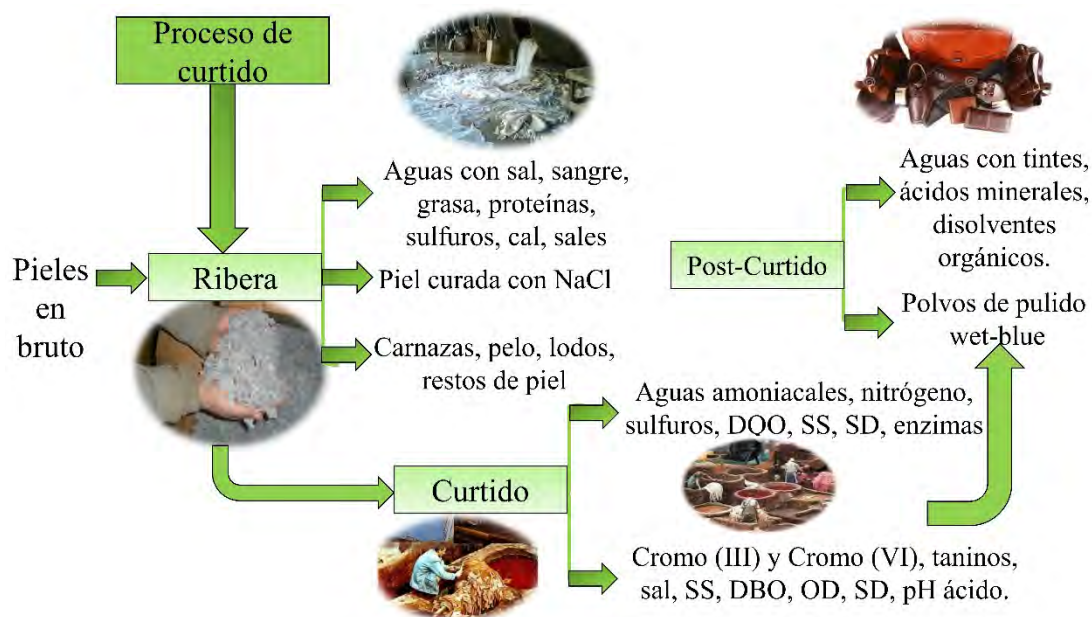 Proceso de
curtido
Aguas con sal, sangre,
grasa, proteínas,
sulfuros, cal, sales
Pieles
en
bruto
Ribera
Piel curada con NaCl
Carnazas, pelo, lodos,
restos de piel
Curtido
Aguas amoniacales, nitrógeno,
sulfuros, DQO, SS, SD, enzimas
Cromo (III) y Cromo (VI), taninos,
sal, SS, DBO, OD, SD, pH ácido.
Post-Curtido
Aguas con tintes,
ácidos minerales,
disolventes
orgánicos.
Polvos de pulido
wet-blue